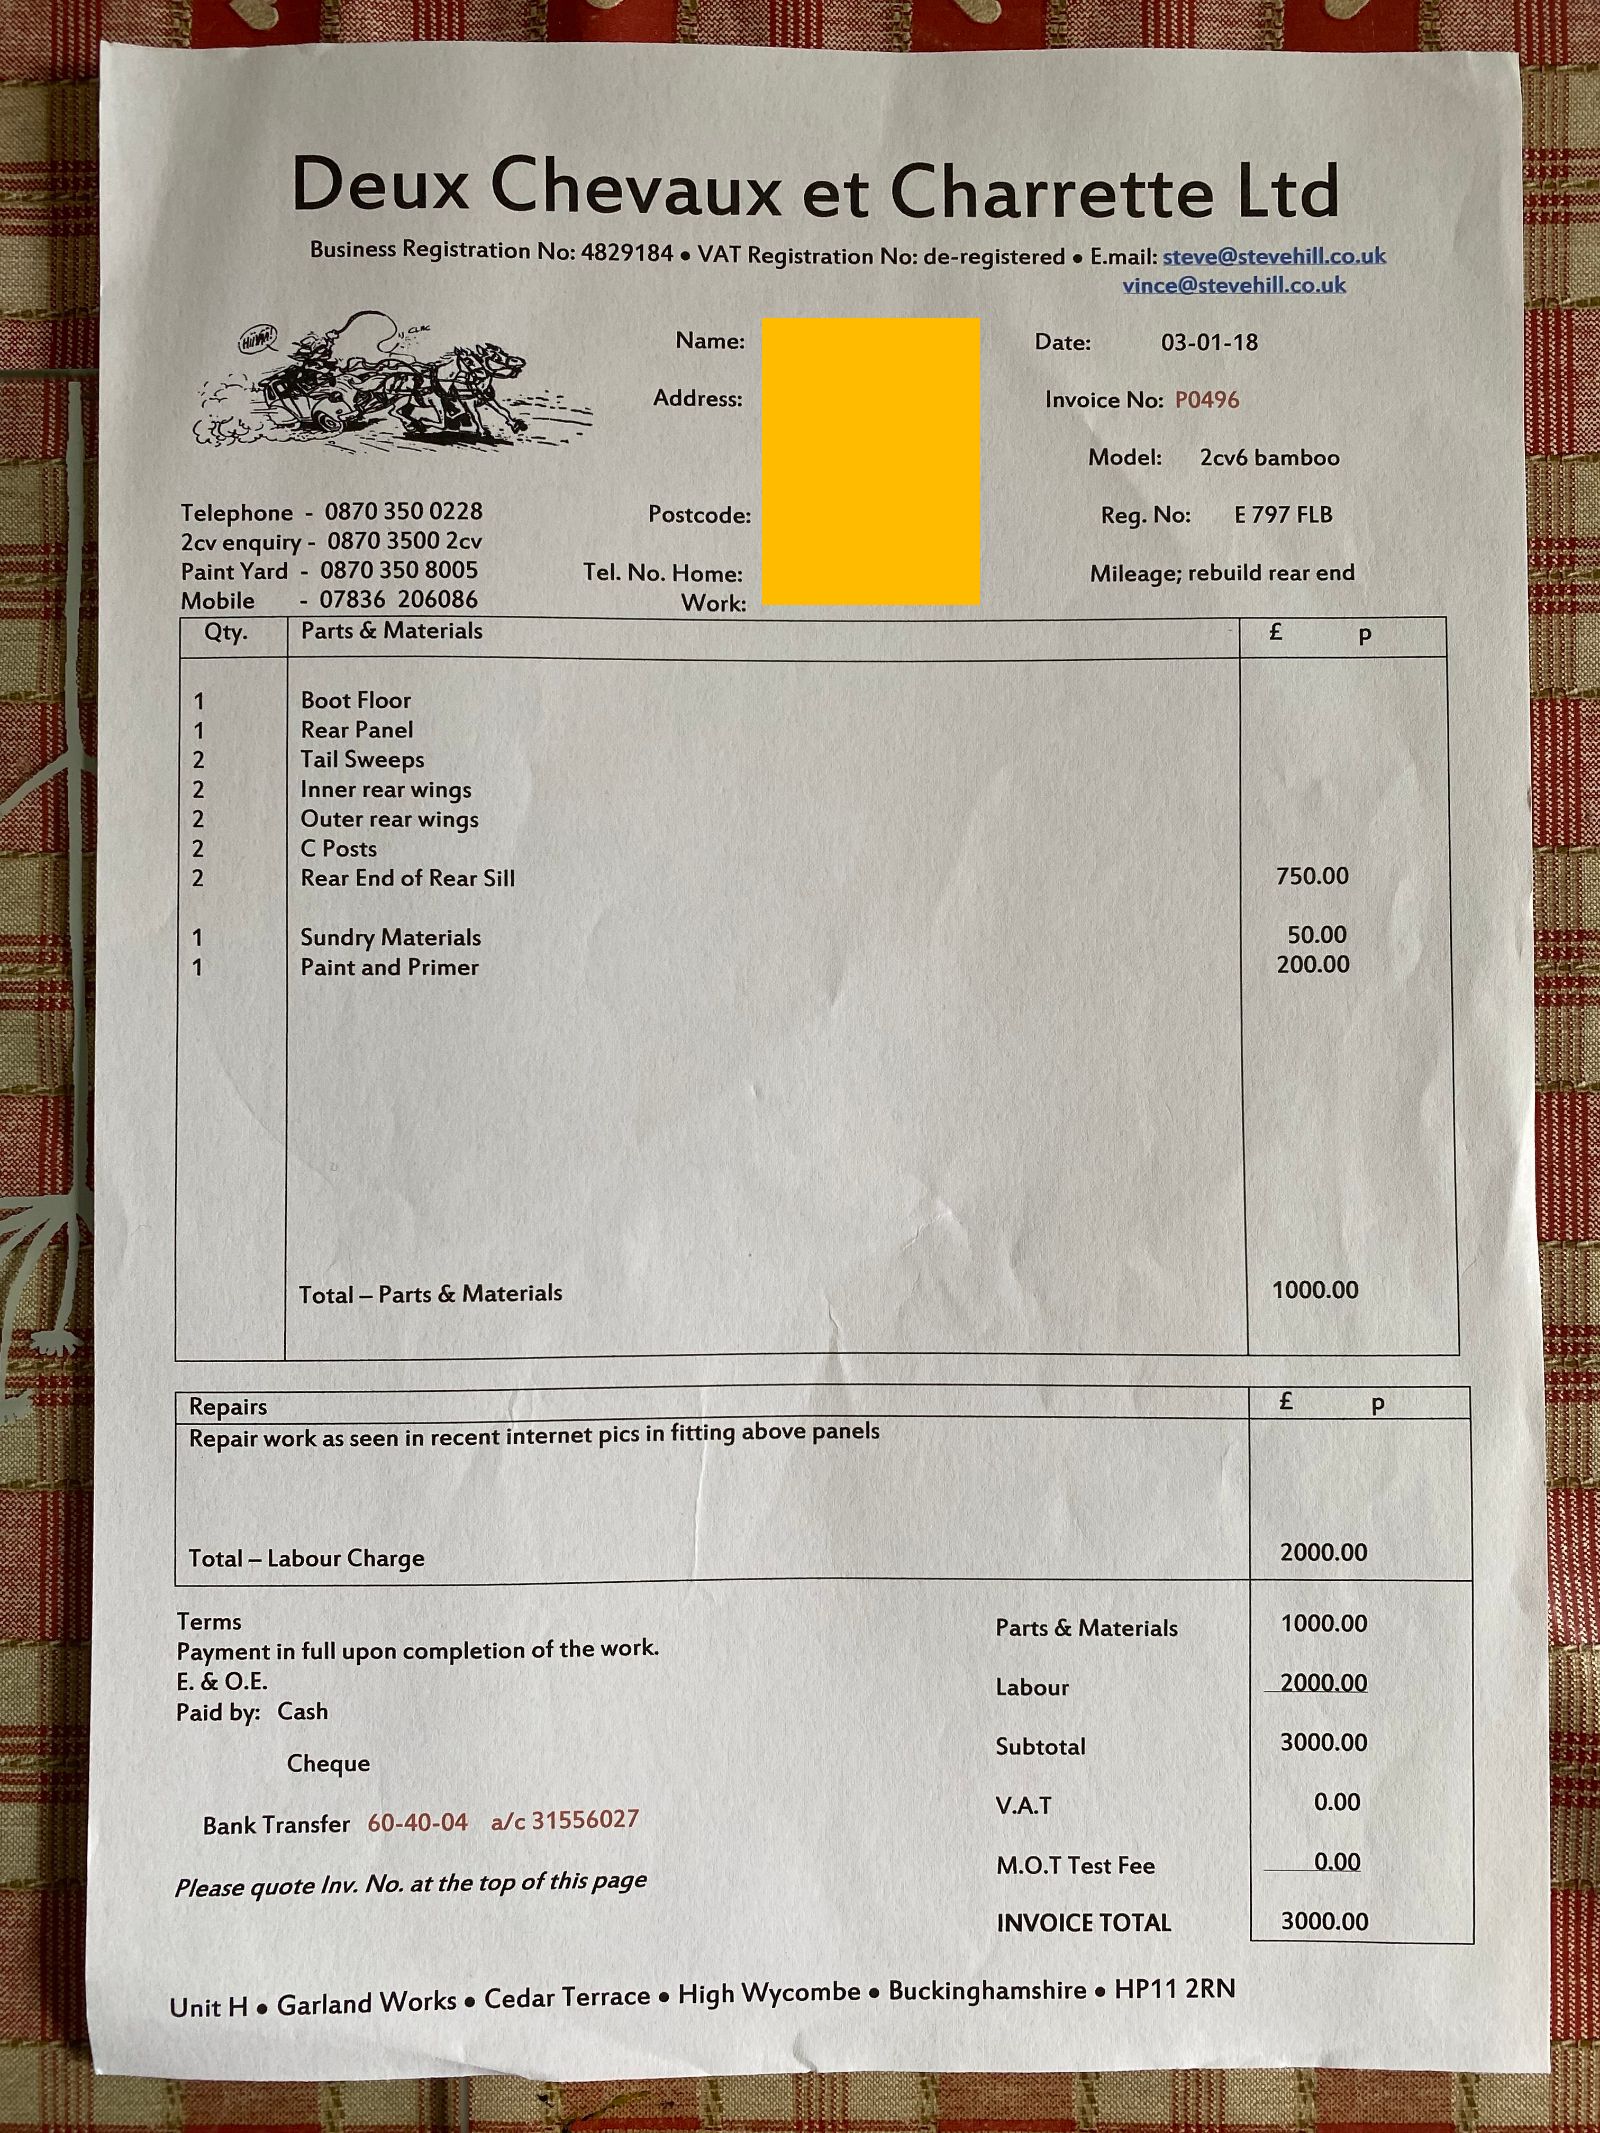 Deux Chevaux et Charrette Ltd
Business Registration No: 4829184 • VAT Registration No: de-registered • E.mail: steve@stevehill.co.uk
vince@stevehill.co.uk
CLAC
Name:
Date: 03-01-18
Address:
Invoice No: P0496
Model: 2cv6 bamboo
Telephone - 0870 350 0228
Postcode:
Reg. No: E 797 FLB
2cv enquiry - 0870 3500 2cv
Paint Yard - 0870 350 8005
Tel. No. Home:
Mileage; rebuild rear end
Mobile - 07836 206086
Work:
Qty. Parts & Materials £ p
1 Boot Floor
1 Rear Panel
2 Tail Sweeps
2 Inner rear wings
2 Outer rear wings
2 C Posts
2 Rear End of Rear Sill 750.00
1 Sundry Materials 50.00
1 Paint and Primer 200.00
Total – Parts & Materials 1000.00
Repairs £ p
Repair work as seen in recent internet pics in fitting above panels
Total – Labour Charge 2000.00
Terms
Parts & Materials 1000.00
Payment in full upon completion of the work.
E. & O.E.
Labour 2000.00
Paid by: Cash
Subtotal 3000.00
Cheque
V.A.T 0.00
Bank Transfer 60-40-04 a/c 31556027
M.O.T Test Fee 0.00
Please quote Inv. No. at the top of this page
INVOICE TOTAL 3000.00
Unit H • Garland Works • Cedar Terrace • High Wycombe • Buckinghamshire • HP11 2RN